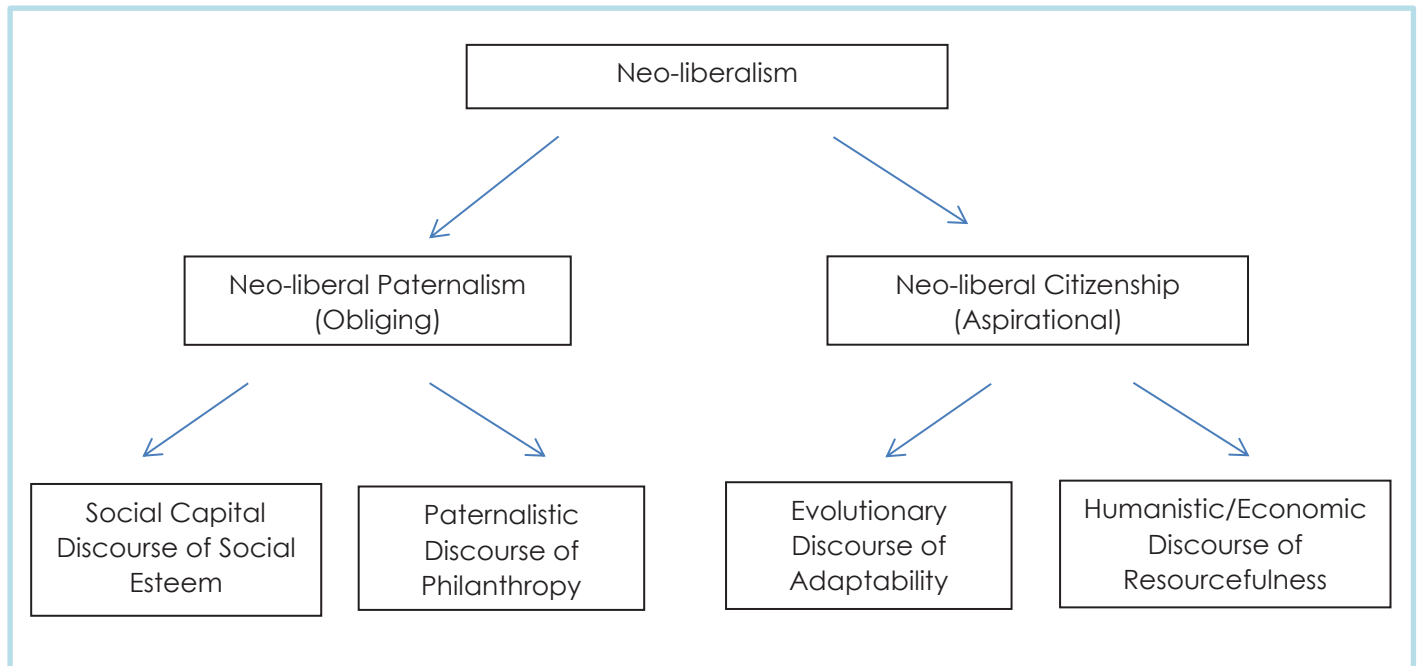 Neo-liberalism
Neo-liberal Paternalism
(Obliging)
Neo-liberal Citizenship
(Aspirational)
Social Capital
Discourse of Social
Esteem
Paternalistic
Discourse of
Philanthropy
Evolutionary
Discourse of
Adaptability
Humanistic/Economic
Discourse of
Resourcefulness